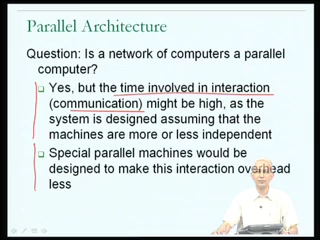 Parallel Architecture
Question: Is a network of computers a parallel
computer?
Yes, but the time involved in interaction
(communication) might be high, as the
system is designed assuming that the
machines are more or less independent
Special parallel machines would be
designed to make this interaction overhead
less